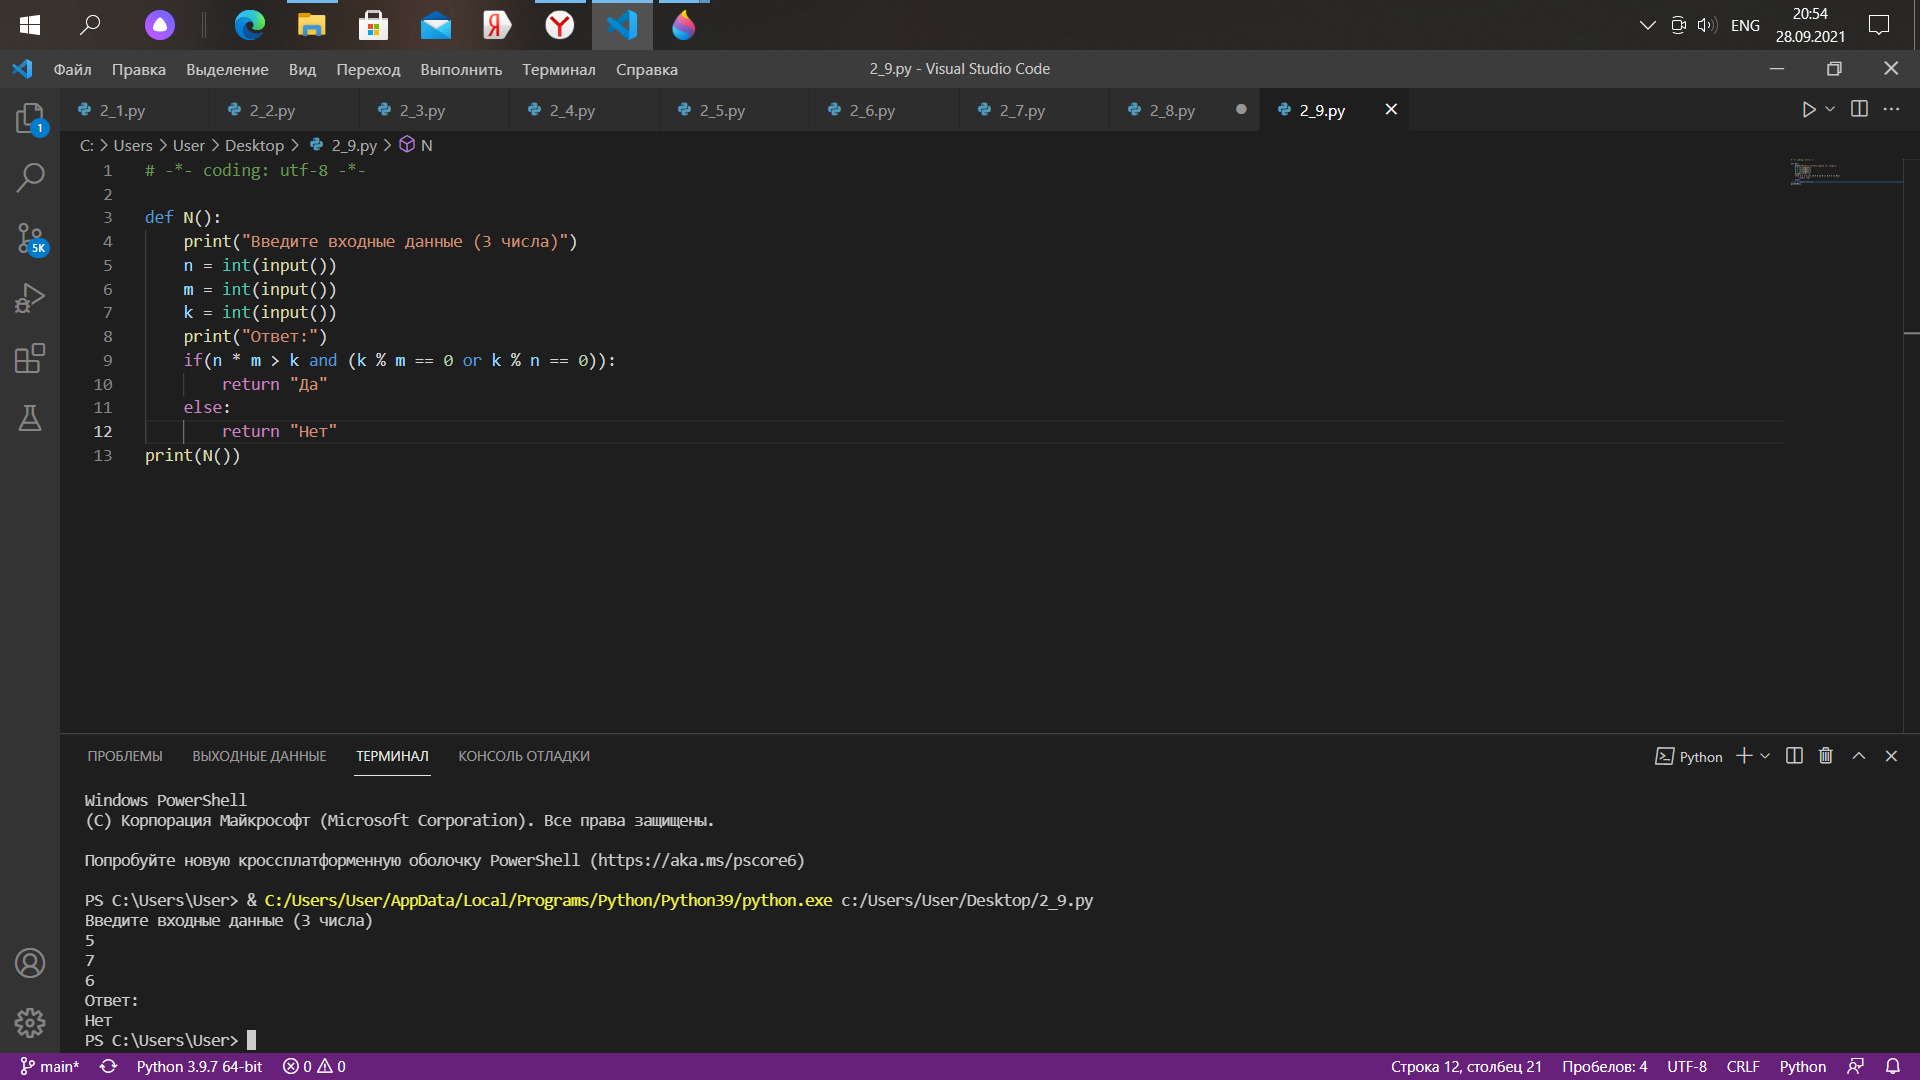 ENG
20:54
28.09.2021
Файл Правка Выделение Вид Переход Выполнить Терминал Справка
2_9.py - Visual Studio Code
2_1.py 2_2.py 2_3.py 2_4.py 2_5.py 2_6.py 2_7.py 2_8.py 2_9.py
C: > Users > User > Desktop > 2_9.py > N
1
5K
1 # -*- coding: utf-8 -*-
2
3 def N():
4 print("Введите входные данные (3 числа)")
5 n = int(input())
6 m = int(input())
7 k = int(input())
8 print("Ответ:")
9 if(n * m > k and (k % m == 0 or k % n == 0)):
10 return "Да"
11 else:
12 return "Нет"
13 print(N())
ПРОБЛЕМЫ ВЫХОДНЫЕ ДАННЫЕ ТЕРМИНАЛ КОНСОЛЬ ОТЛАДКИ
Python
Windows PowerShell
(C) Корпорация Майкрософт (Microsoft Corporation). Все права защищены.
Попробуйте новую кроссплатформенную оболочку PowerShell (https://aka.ms/pscore6)
PS C:\Users\User> & C:/Users/User/AppData/Local/Programs/Python/Python39/python.exe c:/Users/User/Desktop/2_9.py
Введите входные данные (3 числа)
5
7
6
Ответ:
Нет
PS C:\Users\User>
main* Python 3.9.7 64-bit 0 0
Строка 12, столбец 21 Пробелов: 4 UTF-8 CRLF Python